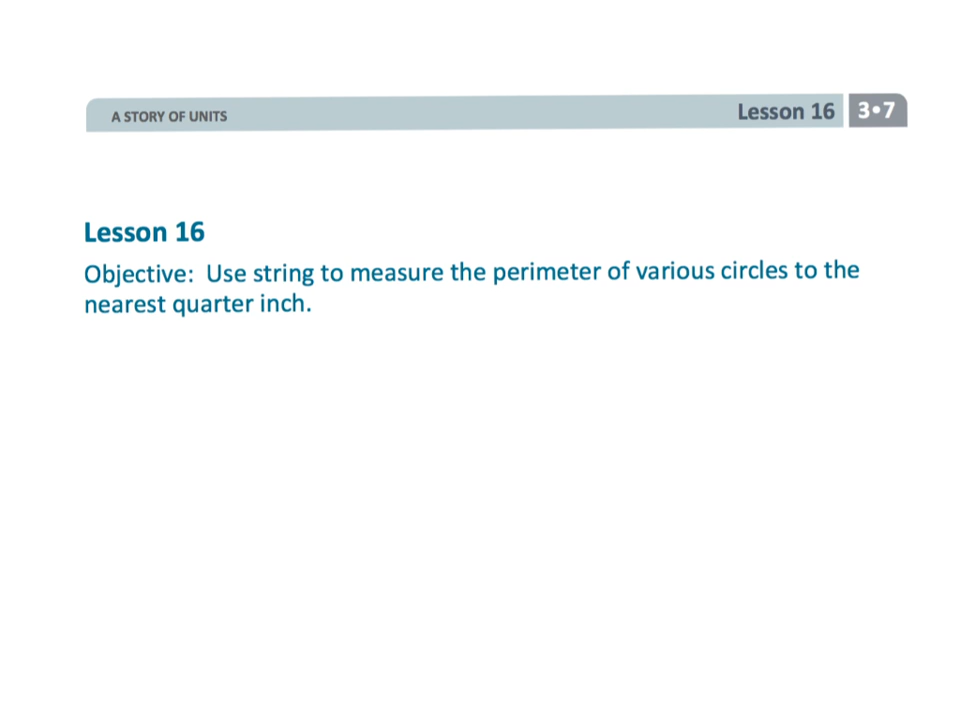 A STORY OF UNITS
Lesson 16 3•7
Lesson 16
Objective: Use string to measure the perimeter of various circles to the
nearest quarter inch.